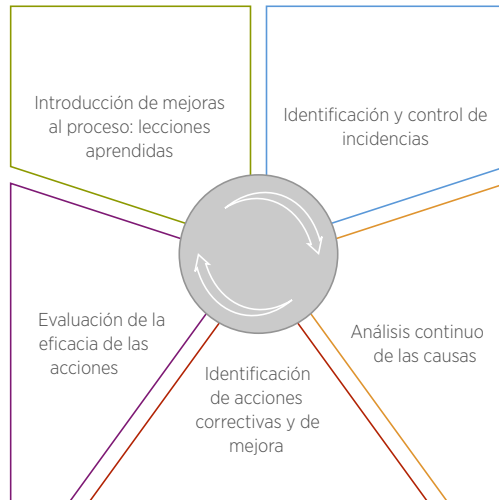 Introducción de mejoras
al proceso: lecciones
aprendidas
Identificación y control de
incidencias
Evaluación de la
eficacia de las
acciones
Identificación
de acciones
correctivas y de
mejora
Análisis continuo
de las causas